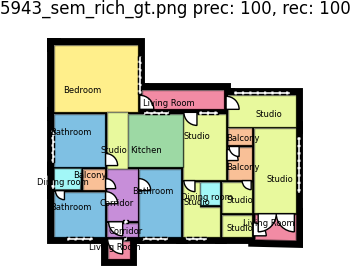 5943_sem_rich_gt.png prec: 100, rec: 100
Bedroom
Living Room
Studio
Bathroom
Studio
Balcony
Studio
Kitchen
Balcony
Balcony
Dining room
Studio
Bathroom
Dining room
Studio
Studio
Bathroom
Corridor
Studio
Living Room
Corridor
Living Room